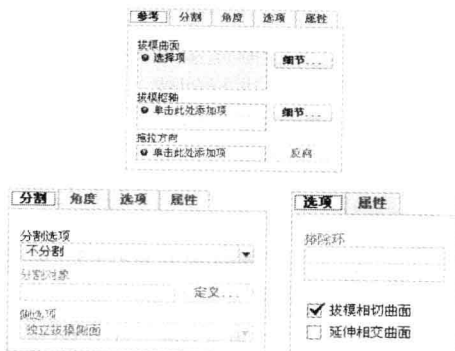 参考 分割 角度 选项 属性
拔模曲面
选择项
细节...
拔模枢轴
单击此处添加项
细节...
拖拉方向
单击此处添加项
反向
分割 角度 选项 属性
分割选项
不分割
分割对象
定义...
侧选项
独立拔模侧面
选项 属性
排除环
拔模相切曲面
延伸相交曲面